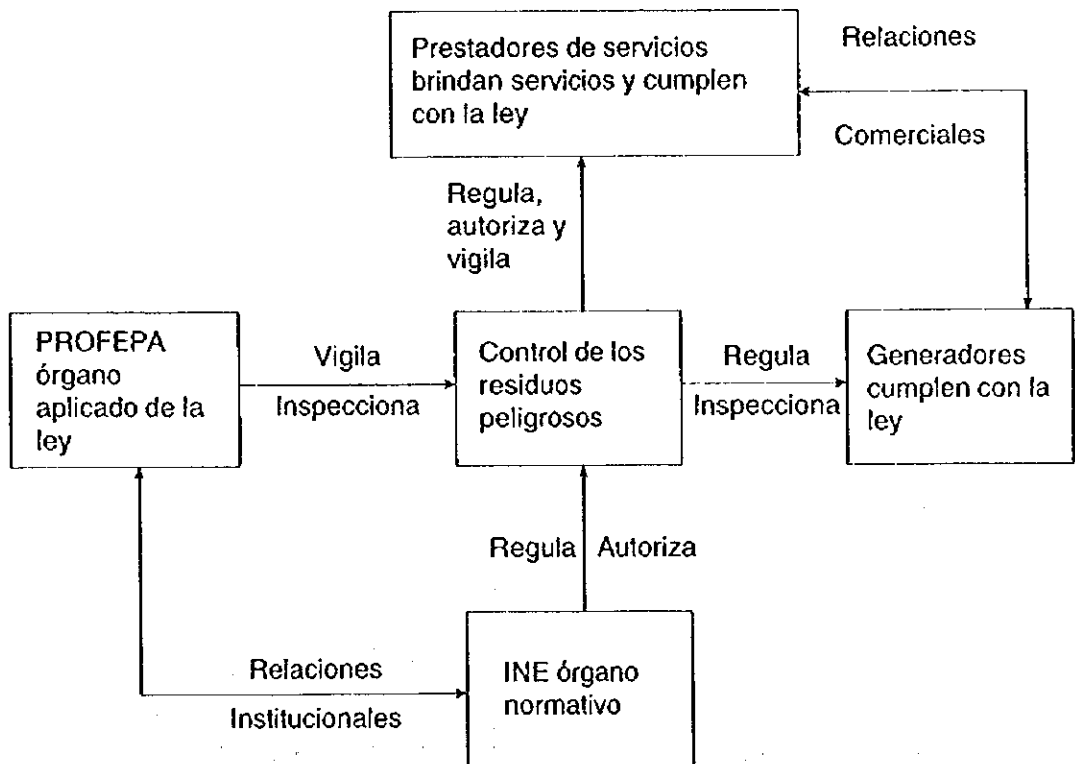 Prestadores de servicios
brindan servicios y cumplen
con la ley
Relaciones
Comerciales
Regula,
autoriza y
vigila
PROFEPA
órgano
aplicado de la
ley
Vigila
Inspecciona
Control de los
residuos
peligrosos
Regula
Inspecciona
Generadores
cumplen con la
ley
Regula
Autoriza
Relaciones
Institucionales
INE órgano
normativo